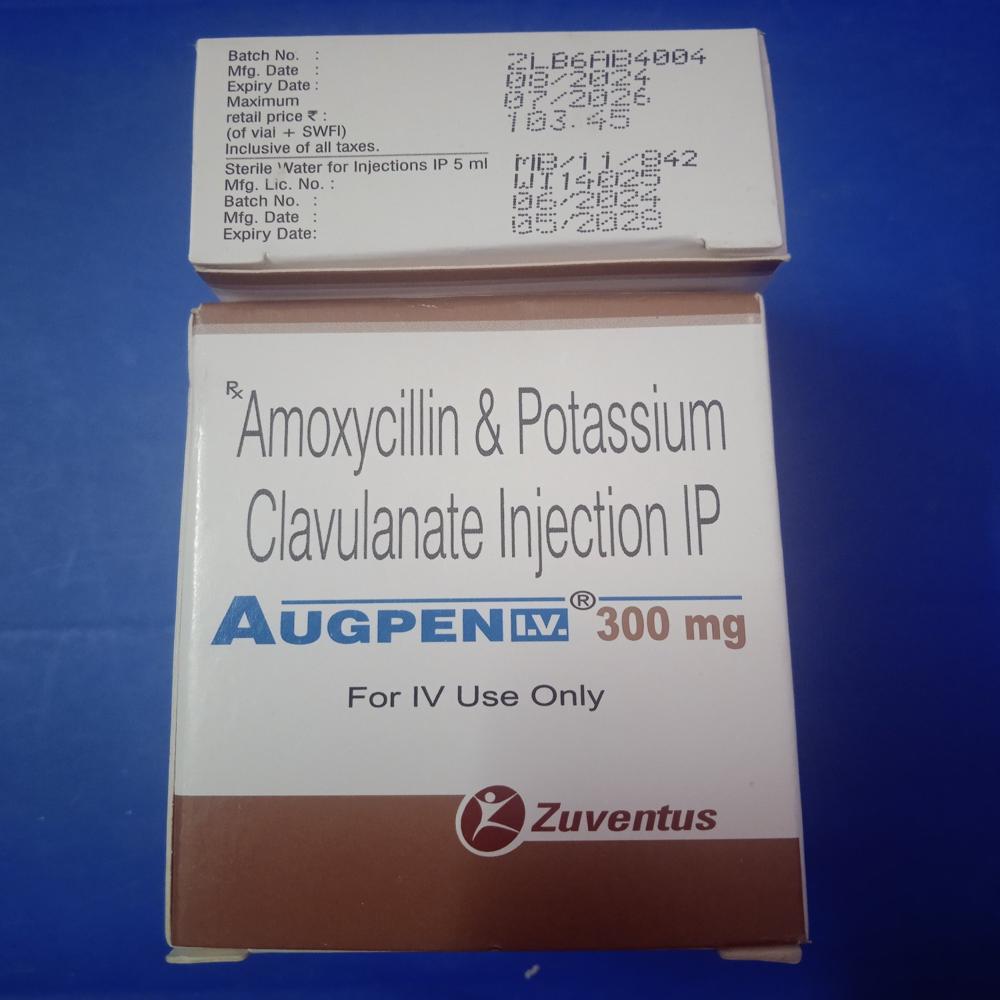 Batch No. : ZLB6AB4004
Mfg. Date : 08/2024
Expiry Date : 07/2026
Maximum
retail price ₹ : 103.45
(of vial + SWFI)
Inclusive of all taxes.
Sterile Water for Injections IP 5 ml
Mfg. Lic. No. : MB/11/842
Batch No. : WI14025
Mfg. Date : 06/2024
Expiry Date: 05/2028
Rx Amoxycillin & Potassium
Clavulanate Injection IP
AUGPEN I.V.® 300 mg
For IV Use Only
Zuventus